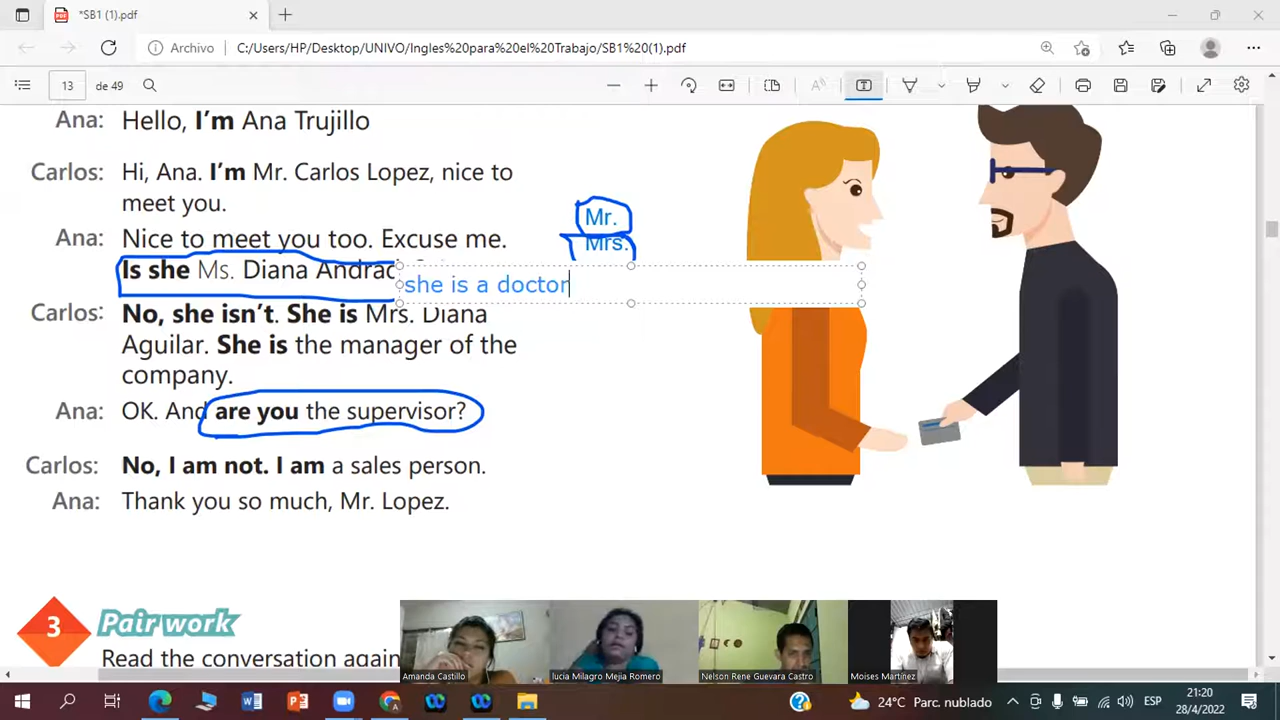 *SB1 (1).pdf
Archivo
C:/Users/HP/Desktop/UNIVO/Ingles%20para%20el%20Trabajo/SB1%20(1).pdf
13 de 49
Ana: Hello, I'm Ana Trujillo
Carlos: Hi, Ana. I'm Mr. Carlos Lopez, nice to
meet you.
Mr.
Ana: Nice to meet you too. Excuse me.
Mrs.
Is she Ms. Diana Andrad
she is a doctor
Carlos: No, she isn't. She is Mrs. Diana
Aguilar. She is the manager of the
company.
Ana: OK. And are you the supervisor?
Carlos: No, I am not. I am a sales person.
Ana: Thank you so much, Mr. Lopez.
3 Pair work
Read the conversation again
Amanda Castillo
lucia Milagro Mejia Romero
Nelson Rene Guevara Castro
Moises Martínez
24°C Parc. nublado
ESP
21:20
28/4/2022